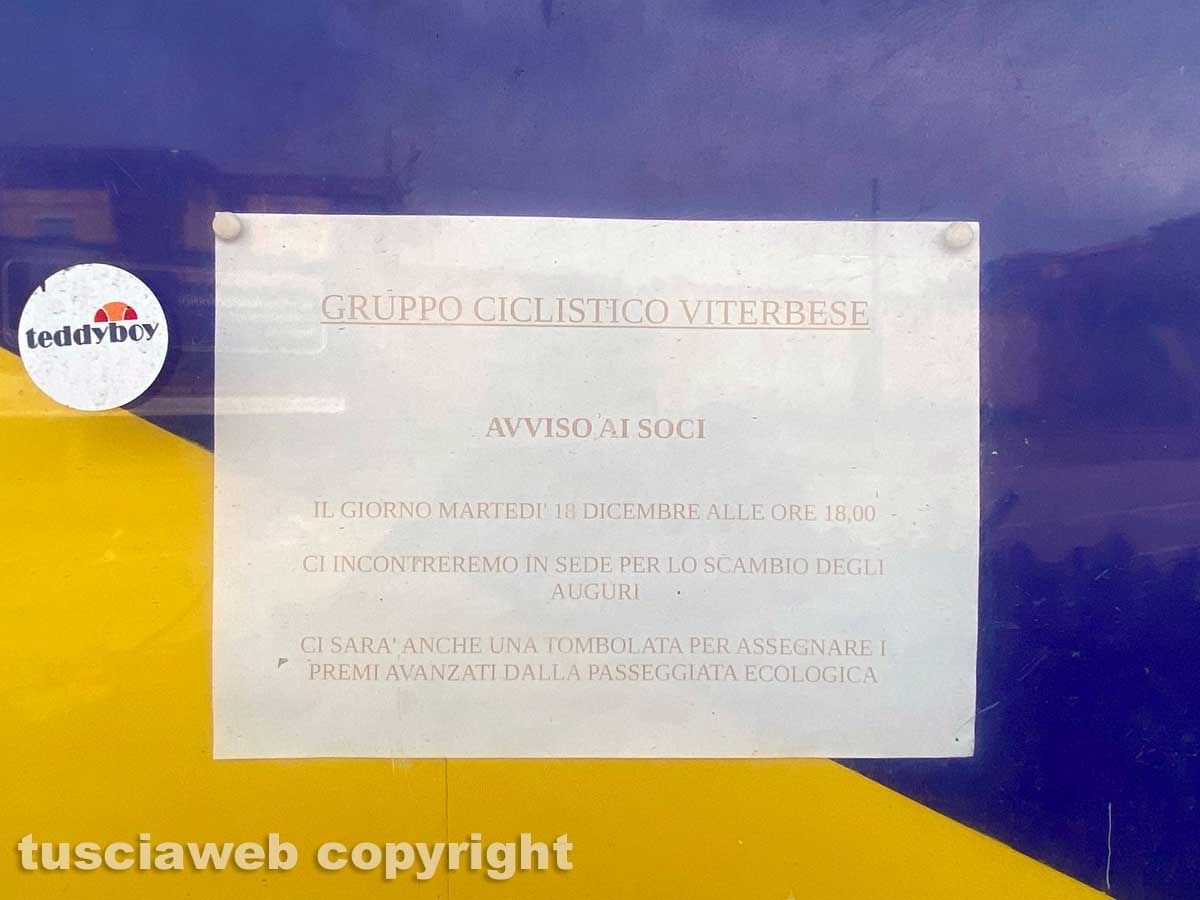 GRUPPO CICLISTICO VITERBESE
teddyboy
AVVISO AI SOCI
IL GIORNO MARTEDI' 18 DICEMBRE ALLE ORE 18,00
CI INCONTREREMO IN SEDE PER LO SCAMBIO DEGLI
AUGURI
CI SARA' ANCHE UNA TOMBOLATA PER ASSEGNARE I
PREMI AVANZATI DALLA PASSEGGIATA ECOLOGICA
tusciaweb copyright